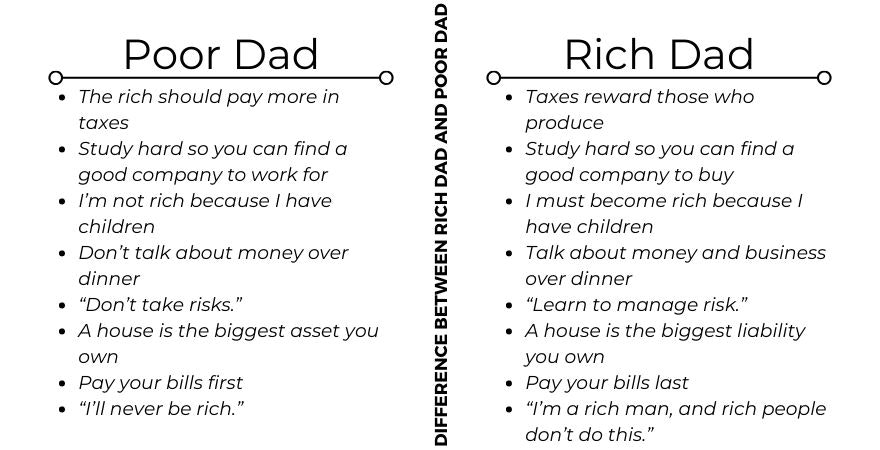 Poor Dad
The rich should pay more in
taxes
Study hard so you can find a
good company to work for
I’m not rich because I have
children
Don’t talk about money over
dinner
“Don’t take risks.”
A house is the biggest asset you
own
Pay your bills first
“I’ll never be rich.”
DIFFERENCE BETWEEN RICH DAD AND POOR DAD
Rich Dad
Taxes reward those who
produce
Study hard so you can find a
good company to buy
I must become rich because I
have children
Talk about money and business
over dinner
“Learn to manage risk.”
A house is the biggest liability
you own
Pay your bills last
“I’m a rich man, and rich people
don’t do this.”